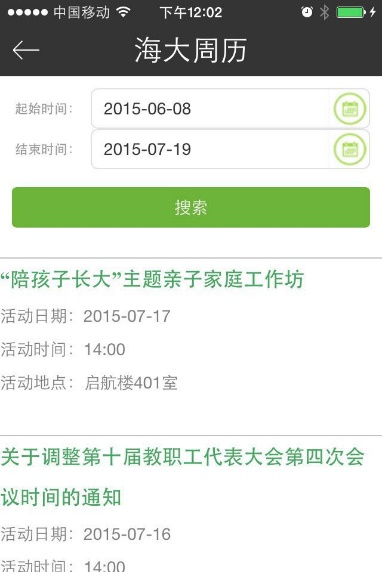 中国移动 下午12:02
海大周历
起始时间: 2015-06-08
结束时间: 2015-07-19
搜索
“陪孩子长大”主题亲子家庭工作坊
活动日期: 2015-07-17
活动时间: 14:00
活动地点: 启航楼401室
关于调整第十届教职工代表大会第四次会
议时间的通知
活动日期: 2015-07-16
活动时间: 14:00